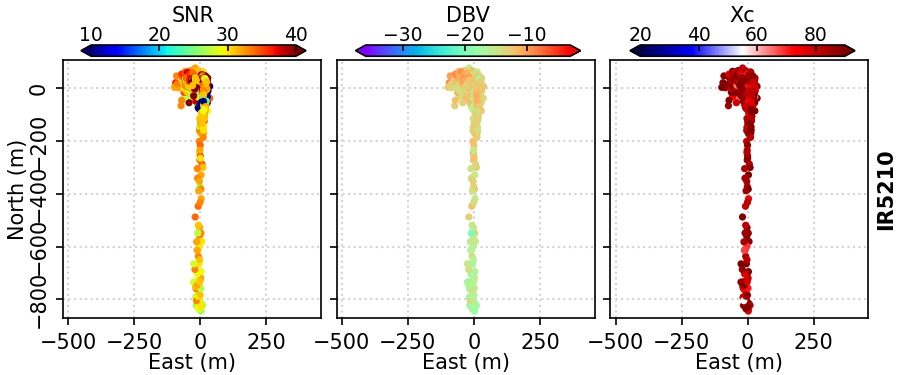 SNR DBV Xc
10 20 30 40 −30 −20 −10 20 40 60 80
North (m)
0
−200
−400
−600
−800
IR5210
−500 −250 0 250 −500 −250 0 250 −500 −250 0 250
East (m) East (m) East (m)